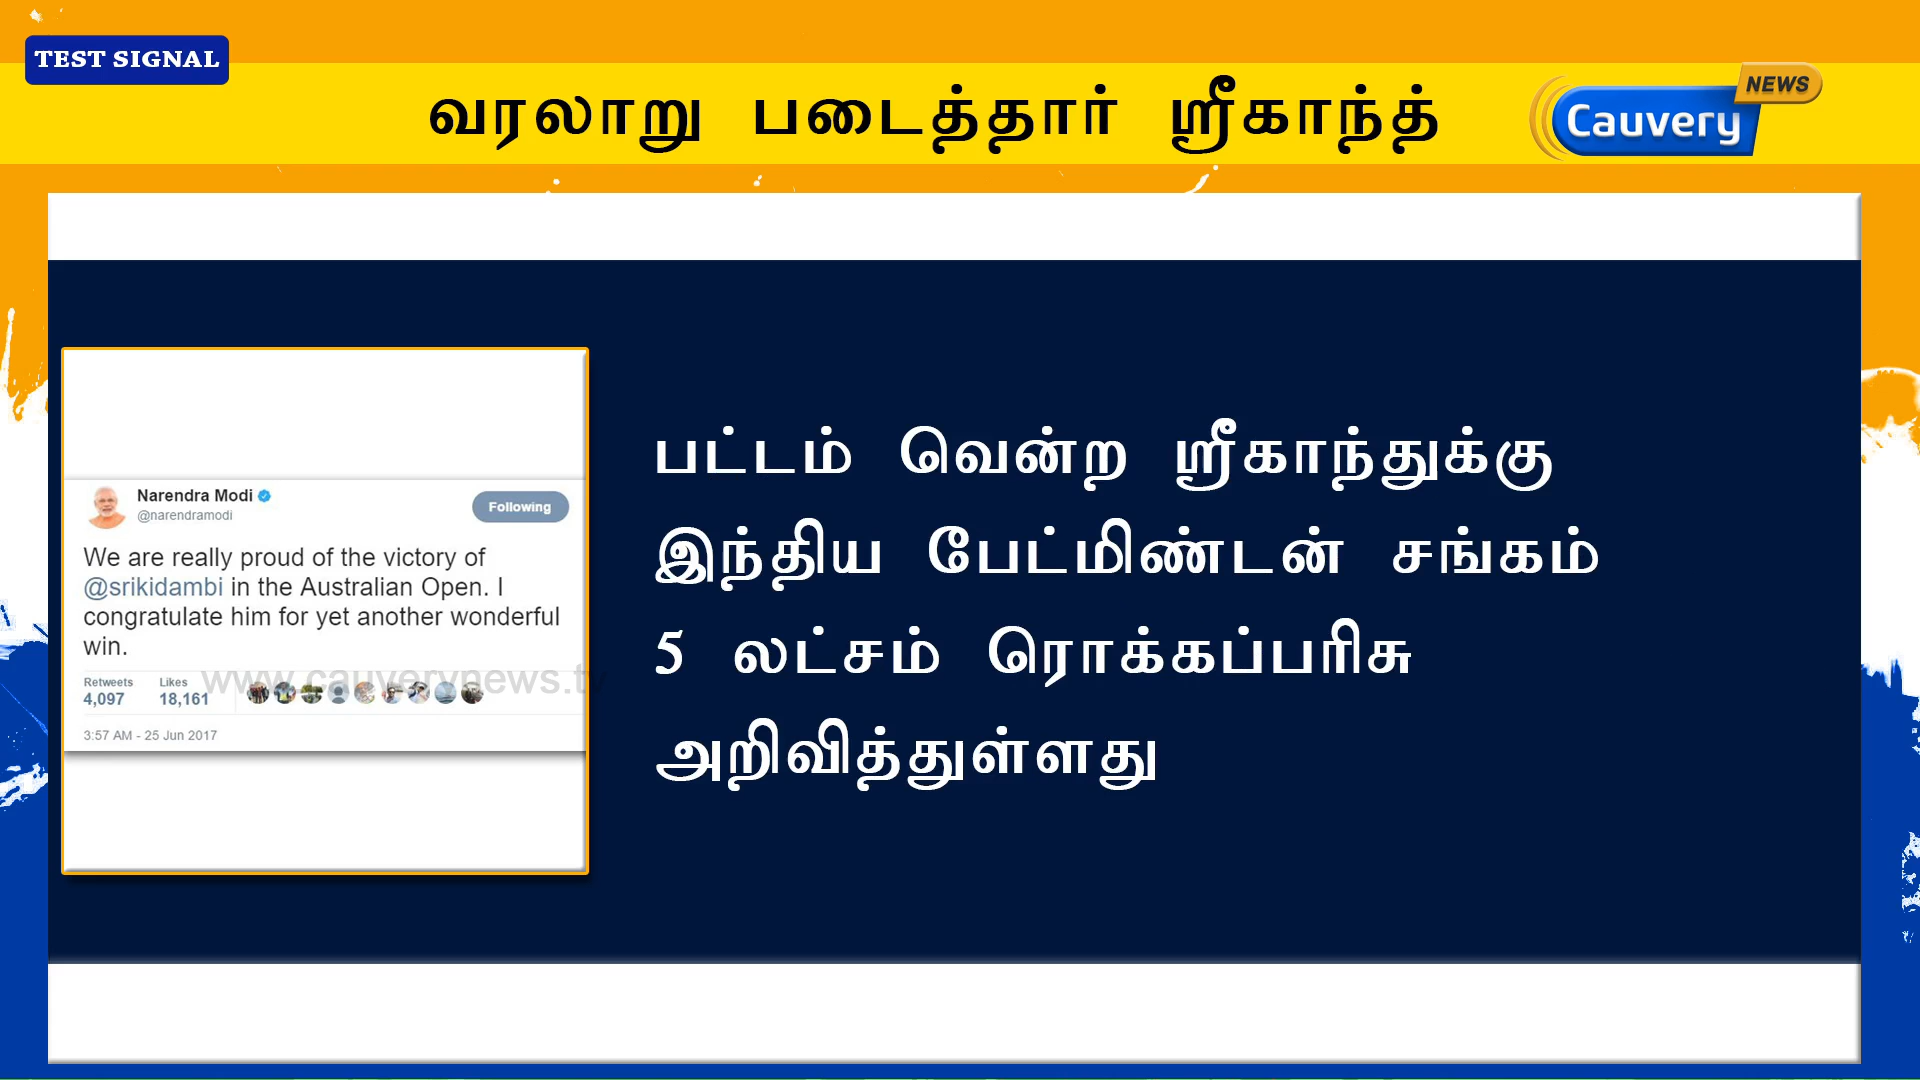 TEST SIGNAL
வரலாறு படைத்தார் ஸ்ரீகாந்த்
NEWS
Cauvery
பட்டம் வென்ற ஸ்ரீகாந்துக்கு
இந்திய பேட்மிண்டன் சங்கம்
5 லட்சம் ரொக்கப்பரிசு
அறிவித்துள்ளது
Narendra Modi
@narendramodi
Following
We are really proud of the victory of
@srikidambi in the Australian Open. I
congratulate him for yet another wonderful
win.
www.cauverynews.tv
Retweets Likes
4,097 18,161
3:57 AM - 25 Jun 2017